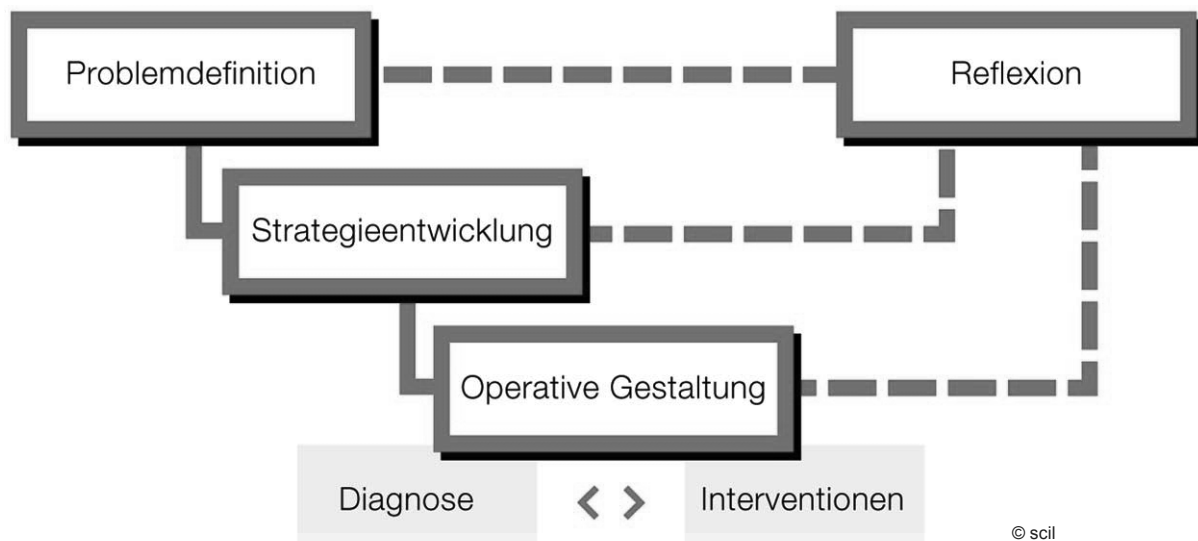 Problemdefinition
Reflexion
Strategieentwicklung
Operative Gestaltung
Diagnose
< >
Interventionen
© scil